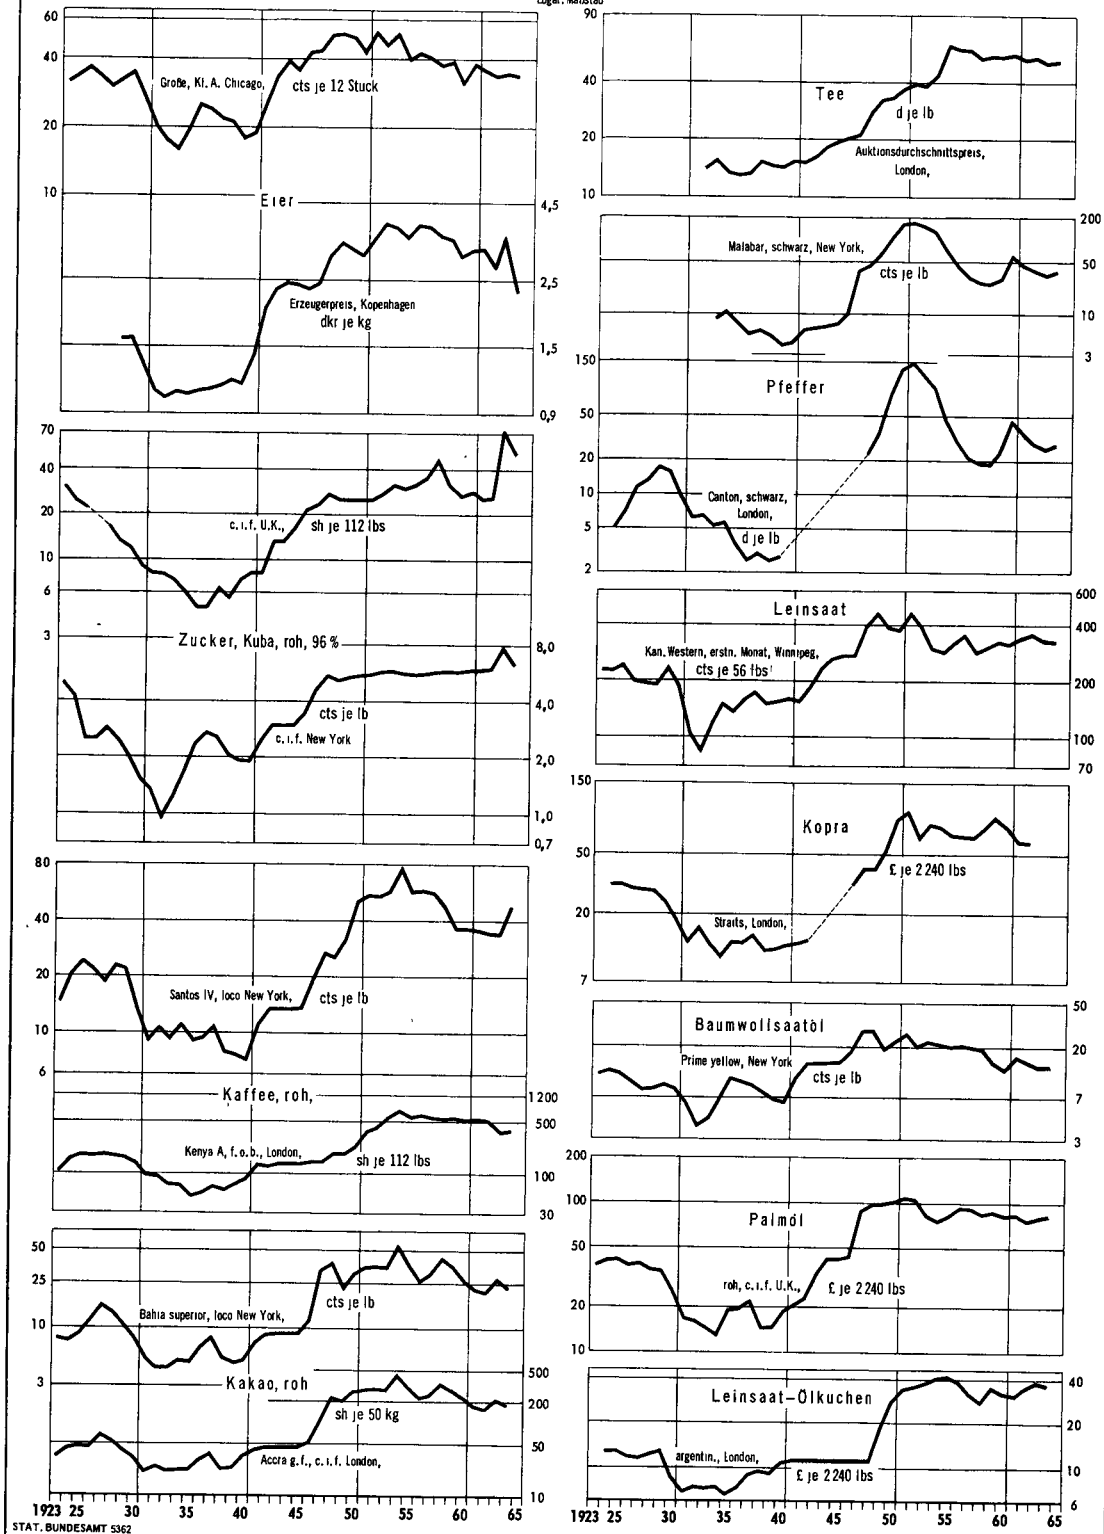 Logar. Maßstab
60
40
20
10
Große, Kl. A. Chicago, cts je 12 Stuck
Eier
4,5
2,5
1,5
0,9
Erzeugerpreis, Kopenhagen
dkr je kg
70
40
20
10
6
3
c.i.f. U.K., sh je 112 lbs
Zucker, Kuba, roh, 96%
8,0
4,0
2,0
1,0
0,7
cts je lb
c.i.f. New York
80
40
20
10
6
Santos IV, loco New York, cts je lb
Kaffee, roh,
1200
500
100
30
Kenya A, f.o.b., London, sh je 112 lbs
50
25
10
3
cts je lb
Bahia superior, loco New York,
Kakao, roh
500
200
50
10
sh je 50 kg
Accra g.f., c.i.f. London,
1923 25 30 35 40 45 50 55 60 65
STAT. BUNDESAMT 5362
90
40
20
10
Tee
d je lb
Auktionsdurchschnittspreis,
London,
200
50
10
3
Malabar, schwarz, New York,
cts je lb
Pfeffer
150
50
20
10
5
2
Canton, schwarz,
London,
d je lb
Leinsaat
600
400
200
100
70
Kan. Western, erstn. Monat, Winnipeg,
cts je 56 lbs
150
50
20
7
Kopra
£ je 2240 lbs
Straits, London,
Baumwollsaatöl
50
20
7
3
Prime yellow, New York
cts je lb
200
100
50
20
10
Palmöl
roh, c.i.f. U.K., £ je 2240 lbs
Leinsaat-Ölkuchen
40
20
10
6
argentin., London,
£ je 2240 lbs
1923 25 30 35 40 45 50 55 60 65